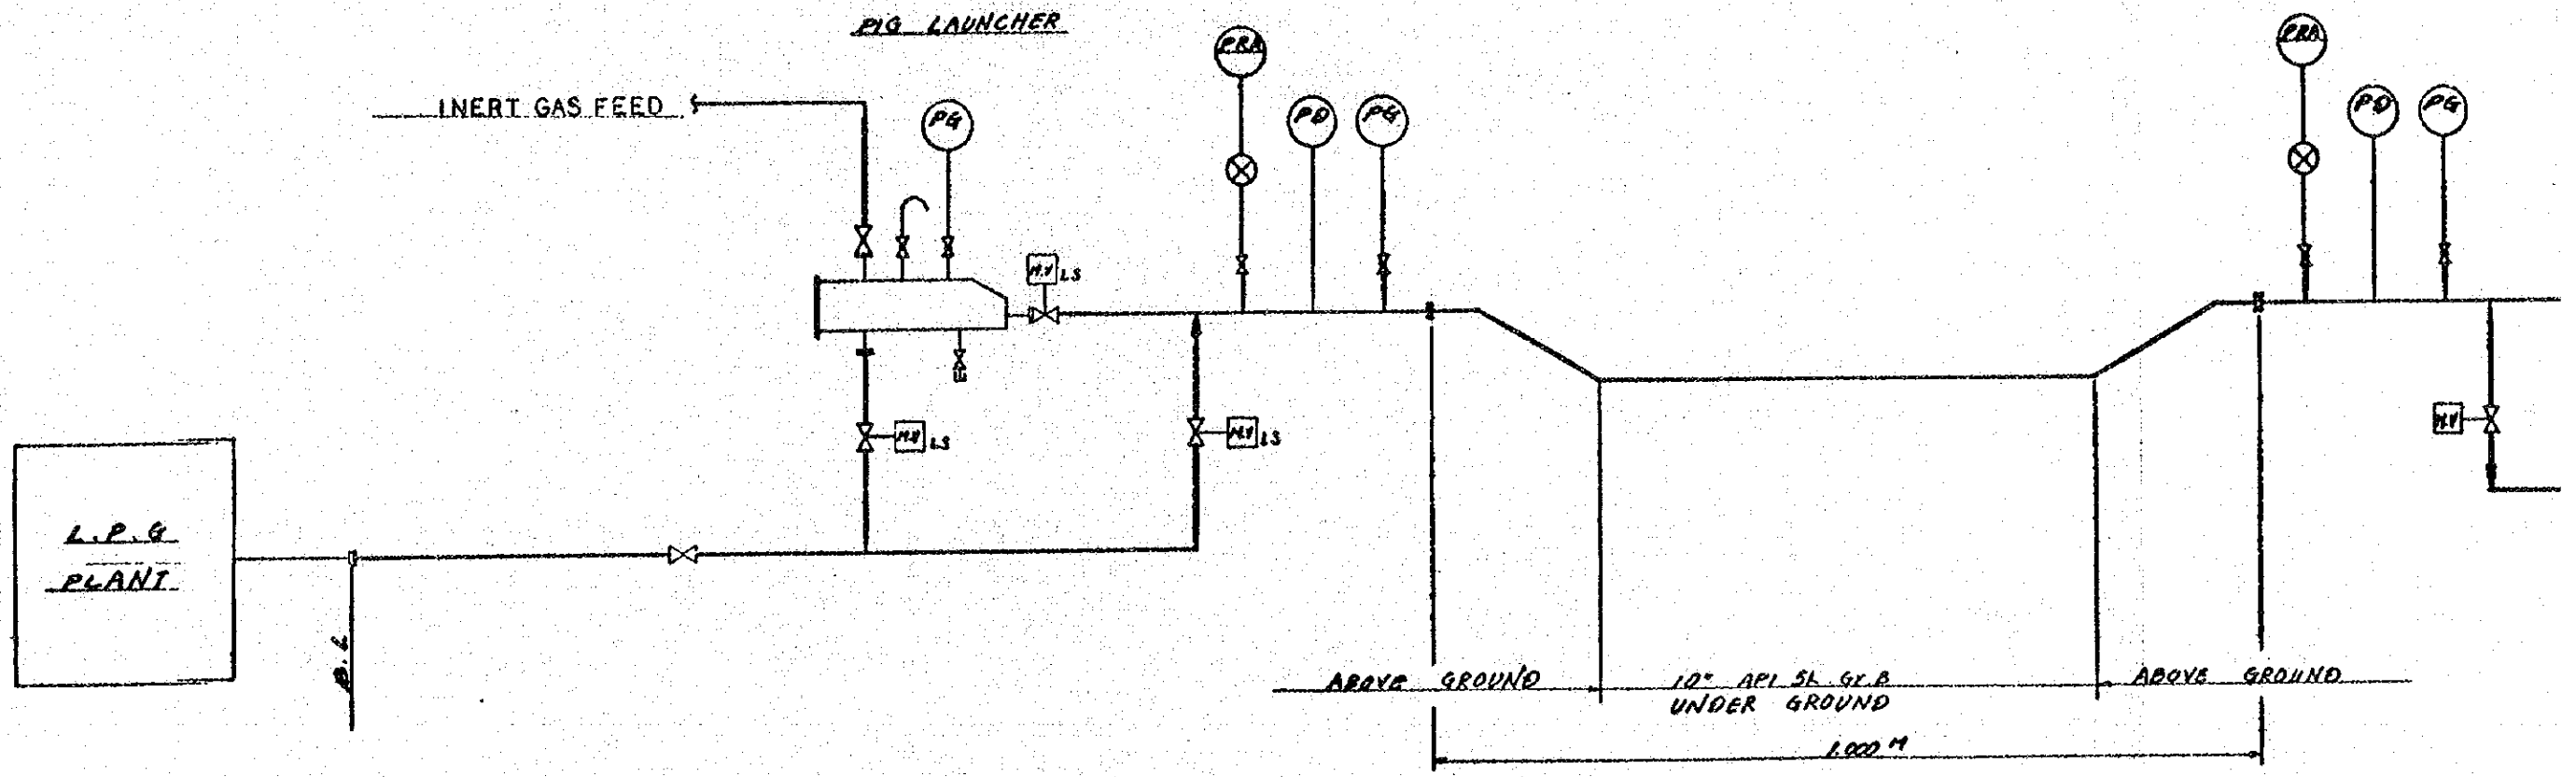 PIG LAUNCHER
INERT GAS FEED
PG
PRA
PD
PG
PRA
PD
PG
M.V LS
M.V LS
M.V LS
M.V
L.P.G
PLANT
B.L
ABOVE GROUND
10" API 5L Gr.B
UNDER GROUND
ABOVE GROUND
1.000 M